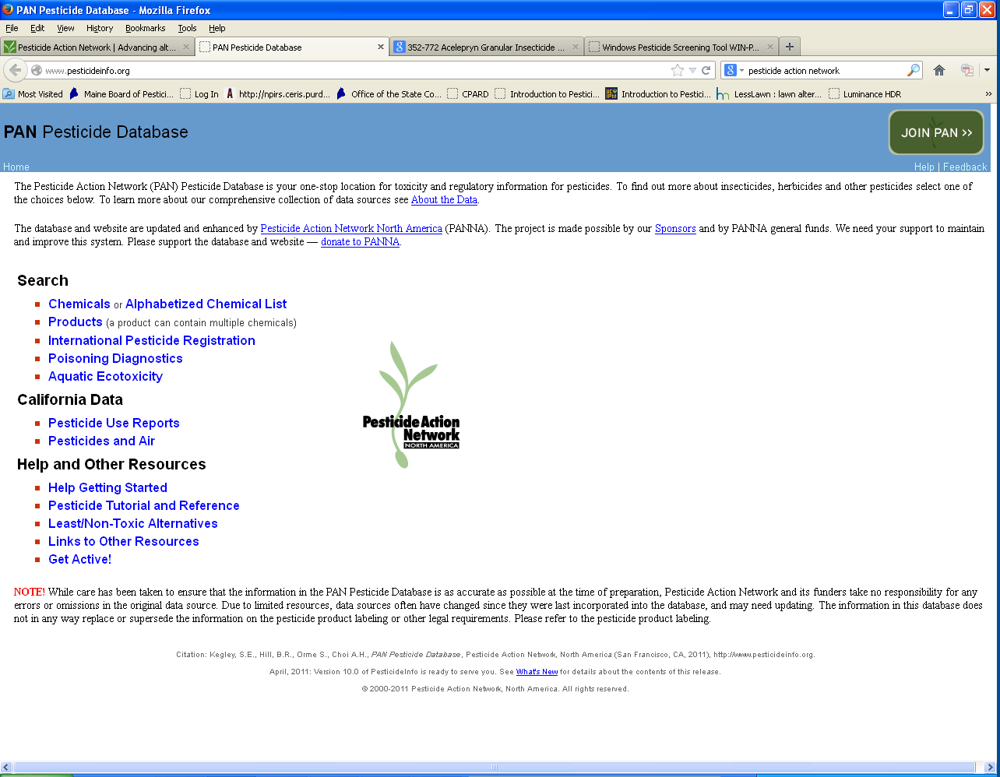 PAN Pesticide Database - Mozilla Firefox
File Edit View History Bookmarks Tools Help
Pesticide Action Network | Advancing alt... PAN Pesticide Database 352-772 Acelepryn Granular Insecticide ... Windows Pesticide Screening Tool WIN-P...
www.pesticideinfo.org pesticide action network
Most Visited Maine Board of Pestici... Log In http://npirs.ceris.purd... Office of the State Co... CPARD Introduction to Pestici... Introduction to Pestici... LessLawn : lawn alter... Luminance HDR »
PAN Pesticide Database
JOIN PAN >>
Home Help | Feedback
The Pesticide Action Network (PAN) Pesticide Database is your one-stop location for toxicity and regulatory information for pesticides. To find out more about insecticides, herbicides and other pesticides select one of
the choices below. To learn more about our comprehensive collection of data sources see About the Data.
The database and website are updated and enhanced by Pesticide Action Network North America (PANNA). The project is made possible by our Sponsors and by PANNA general funds. We need your support to maintain
and improve this system. Please support the database and website — donate to PANNA.
Search
Chemicals or Alphabetized Chemical List
Products (a product can contain multiple chemicals)
International Pesticide Registration
Poisoning Diagnostics
Aquatic Ecotoxicity
California Data
Pesticide Use Reports
Pesticides and Air
Help and Other Resources
Help Getting Started
Pesticide Tutorial and Reference
Least/Non-Toxic Alternatives
Links to Other Resources
Get Active!
Pesticide Action
Network
NORTH AMERICA
NOTE! While care has been taken to ensure that the information in the PAN Pesticide Database is as accurate as possible at the time of preparation, Pesticide Action Network and its funders take no responsibility for any
errors or omissions in the original data source. Due to limited resources, data sources often have changed since they were last incorporated into the database, and may need updating. The information in this database does
not in any way replace or supersede the information on the pesticide product labeling or other legal requirements. Please refer to the pesticide product labeling.
Citation: Kegley, S.E., Hill, B.R., Orme S., Choi A.H., PAN Pesticide Database, Pesticide Action Network, North America (San Francisco, CA, 2011), http://www.pesticideinfo.org.
April, 2011: Version 10.0 of PesticideInfo is ready to serve you. See What's New for details about the contents of this release.
© 2000-2011 Pesticide Action Network, North America. All rights reserved.